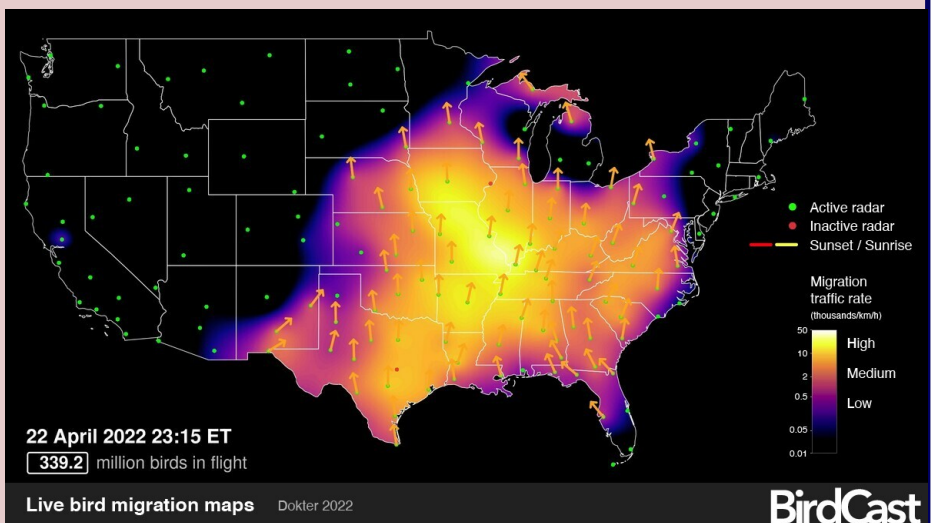 Active radar
Inactive radar
Sunset / Sunrise
Migration
traffic rate
(thousands/km/h)
50
10
2
0.5
0.05
0.01
High
Medium
Low
22 April 2022 23:15 ET
339.2 million birds in flight
Live bird migration maps Dokter 2022
BirdCast